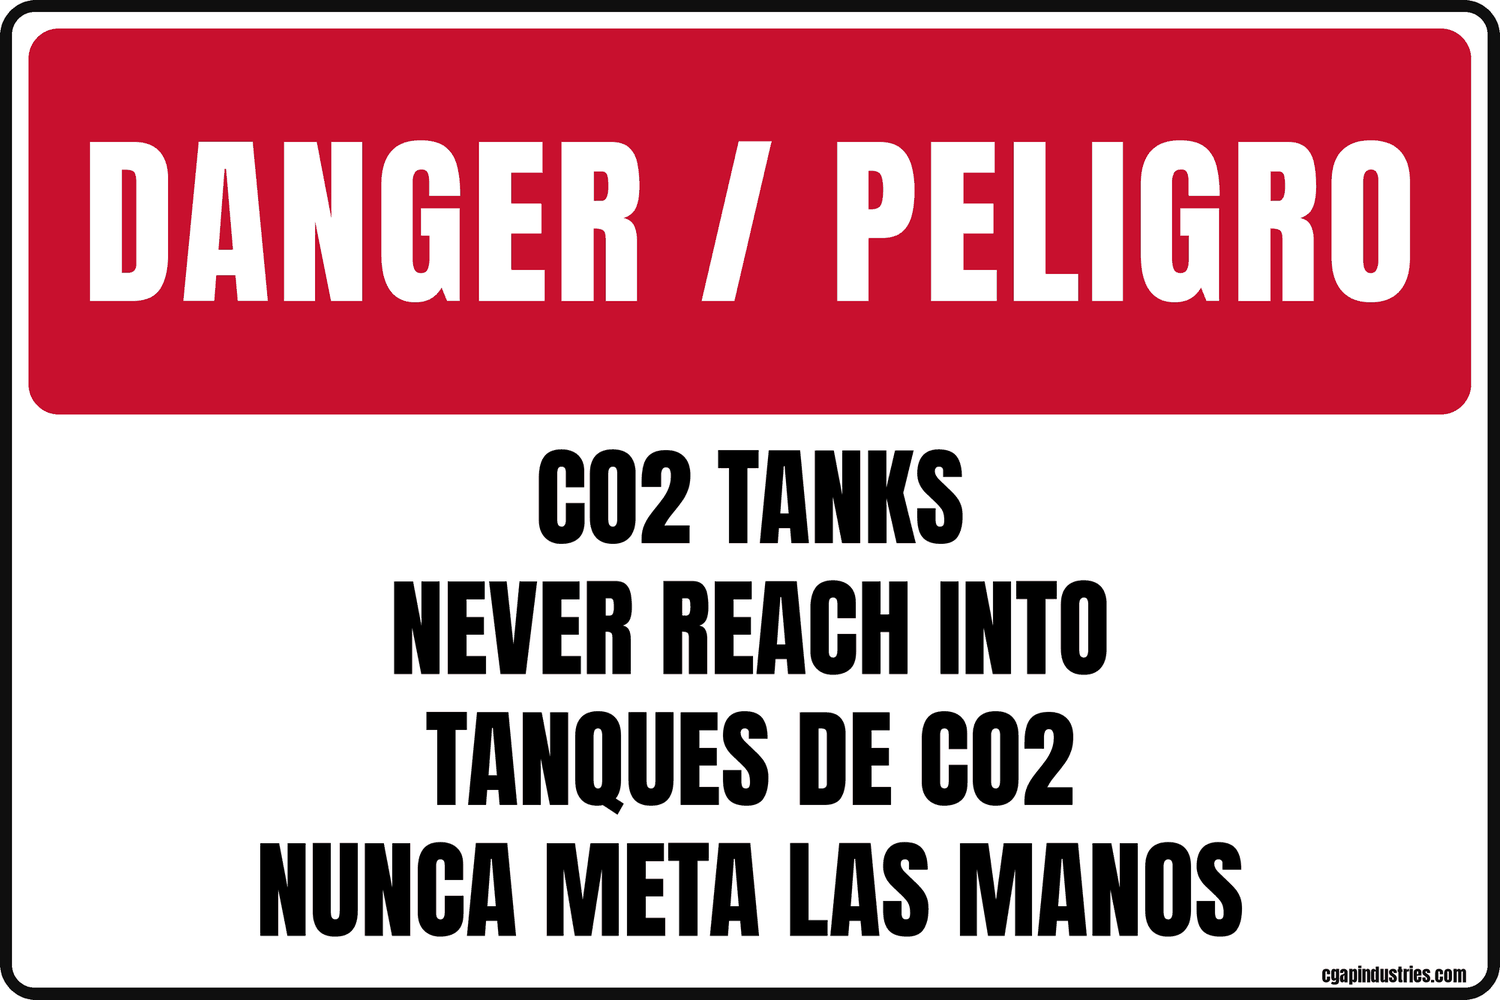 DANGER / PELIGRO
CO2 TANKS
NEVER REACH INTO
TANQUES DE CO2
NUNCA META LAS MANOS
cgapindustries.com